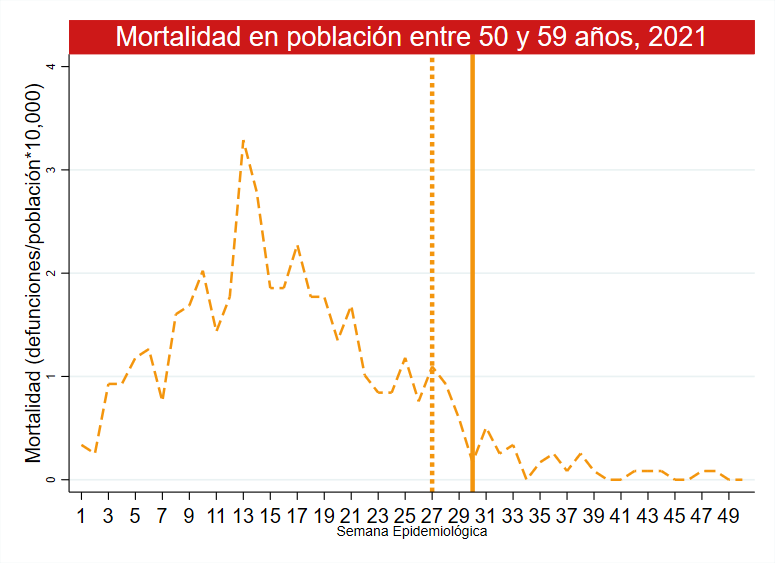 Mortalidad en población entre 50 y 59 años, 2021
Mortalidad (defunciones/población*10,000)
4
3
2
1
0
1 3 5 7 9 11 13 15 17 19 21 23 25 27 29 31 33 35 37 39 41 43 45 47 49
Semana Epidemiológica